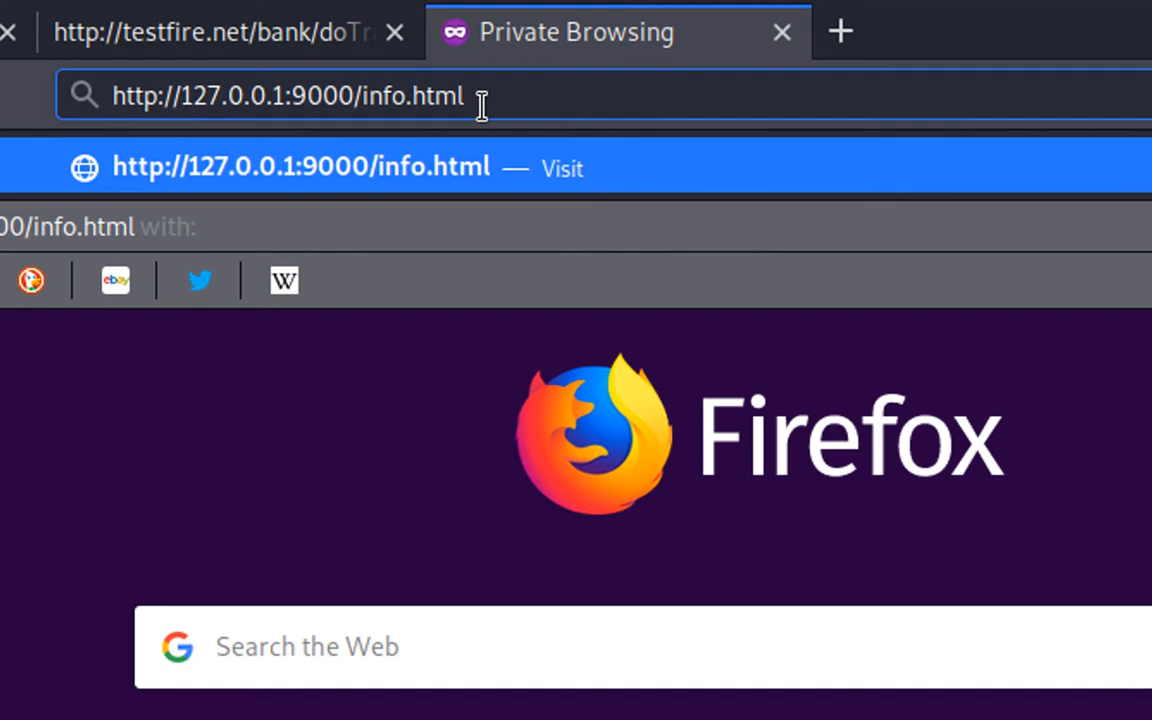 http://testfire.net/bank/doTr
Private Browsing
http://127.0.0.1:9000/info.html
http://127.0.0.1:9000/info.html — Visit
00/info.html with:
ebay
W
Firefox
G Search the Web